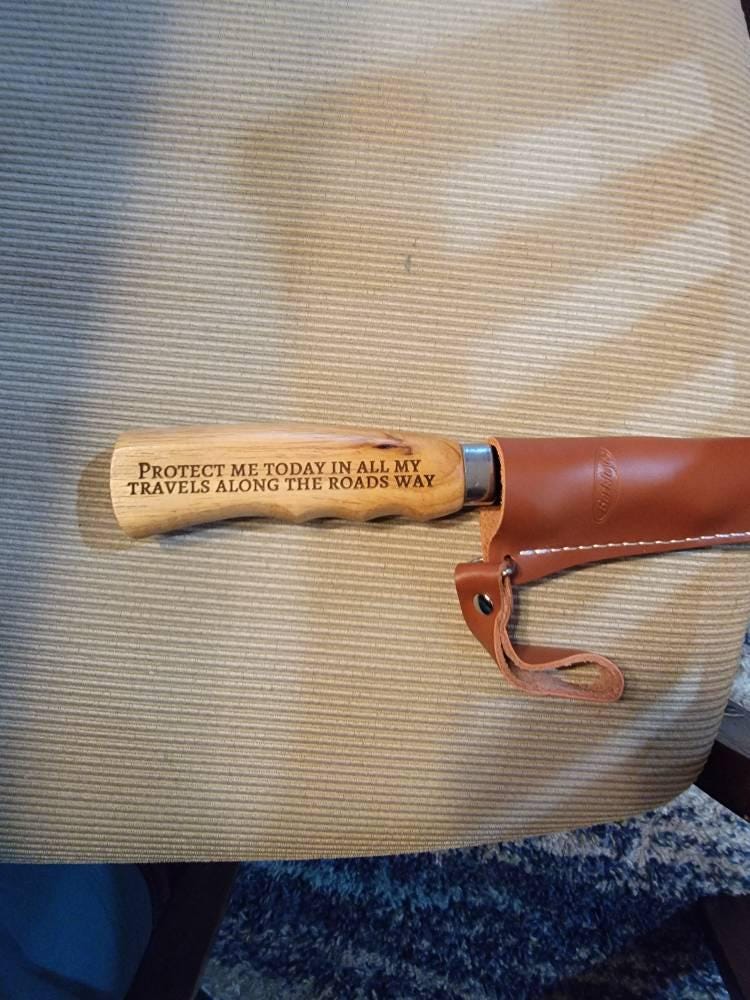 PROTECT ME TODAY IN ALL MY
TRAVELS ALONG THE ROADS WAY